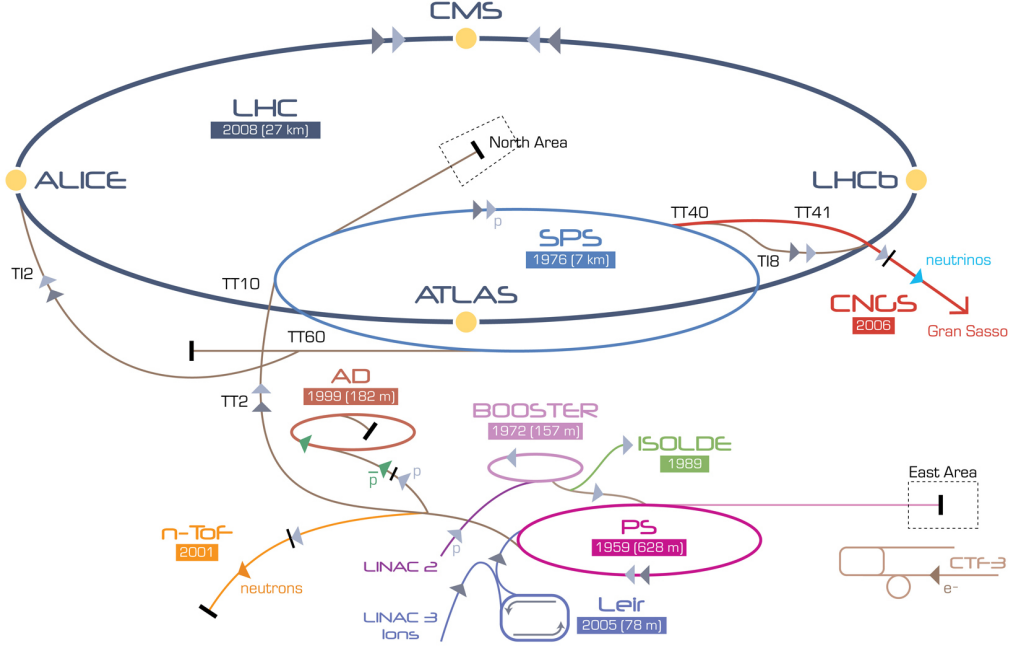 CMS
LHC
2008 (27 km)
North Area
ALICE
LHCb
TT40
TT41
p
SPS
1976 (7 km)
TI8
neutrinos
TI2
TT10
ATLAS
CNGS
2006
Gran Sasso
TT60
AD
1999 (182 m)
TT2
BOOSTER
1972 (157 m)
ISOLDE
1989
East Area
p
p̅
n-ToF
2001
p
PS
1959 (628 m)
LINAC 2
neutrons
CTF-3
e-
LINAC 3
Ions
Leir
2005 (78 m)